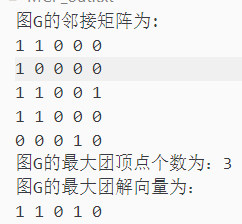 图G的邻接矩阵为:
1 1 0 0 0
1 0 0 0 0
1 1 0 0 1
1 1 0 0 0
0 0 0 1 0
图G的最大团顶点个数为: 3
图G的最大团解向量为:
1 1 0 1 0